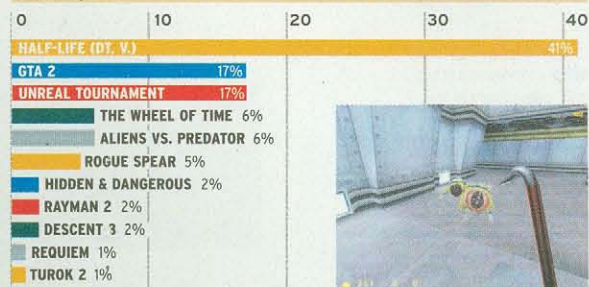 0 10 20 30 40
HALF-LIFE (DT. V.) 41%
GTA 2 17%
UNREAL TOURNAMENT 17%
THE WHEEL OF TIME 6%
ALIENS VS. PREDATOR 6%
ROGUE SPEAR 5%
HIDDEN & DANGEROUS 2%
RAYMAN 2 2%
DESCENT 3 2%
REQUIEM 1%
TUROK 2 1%